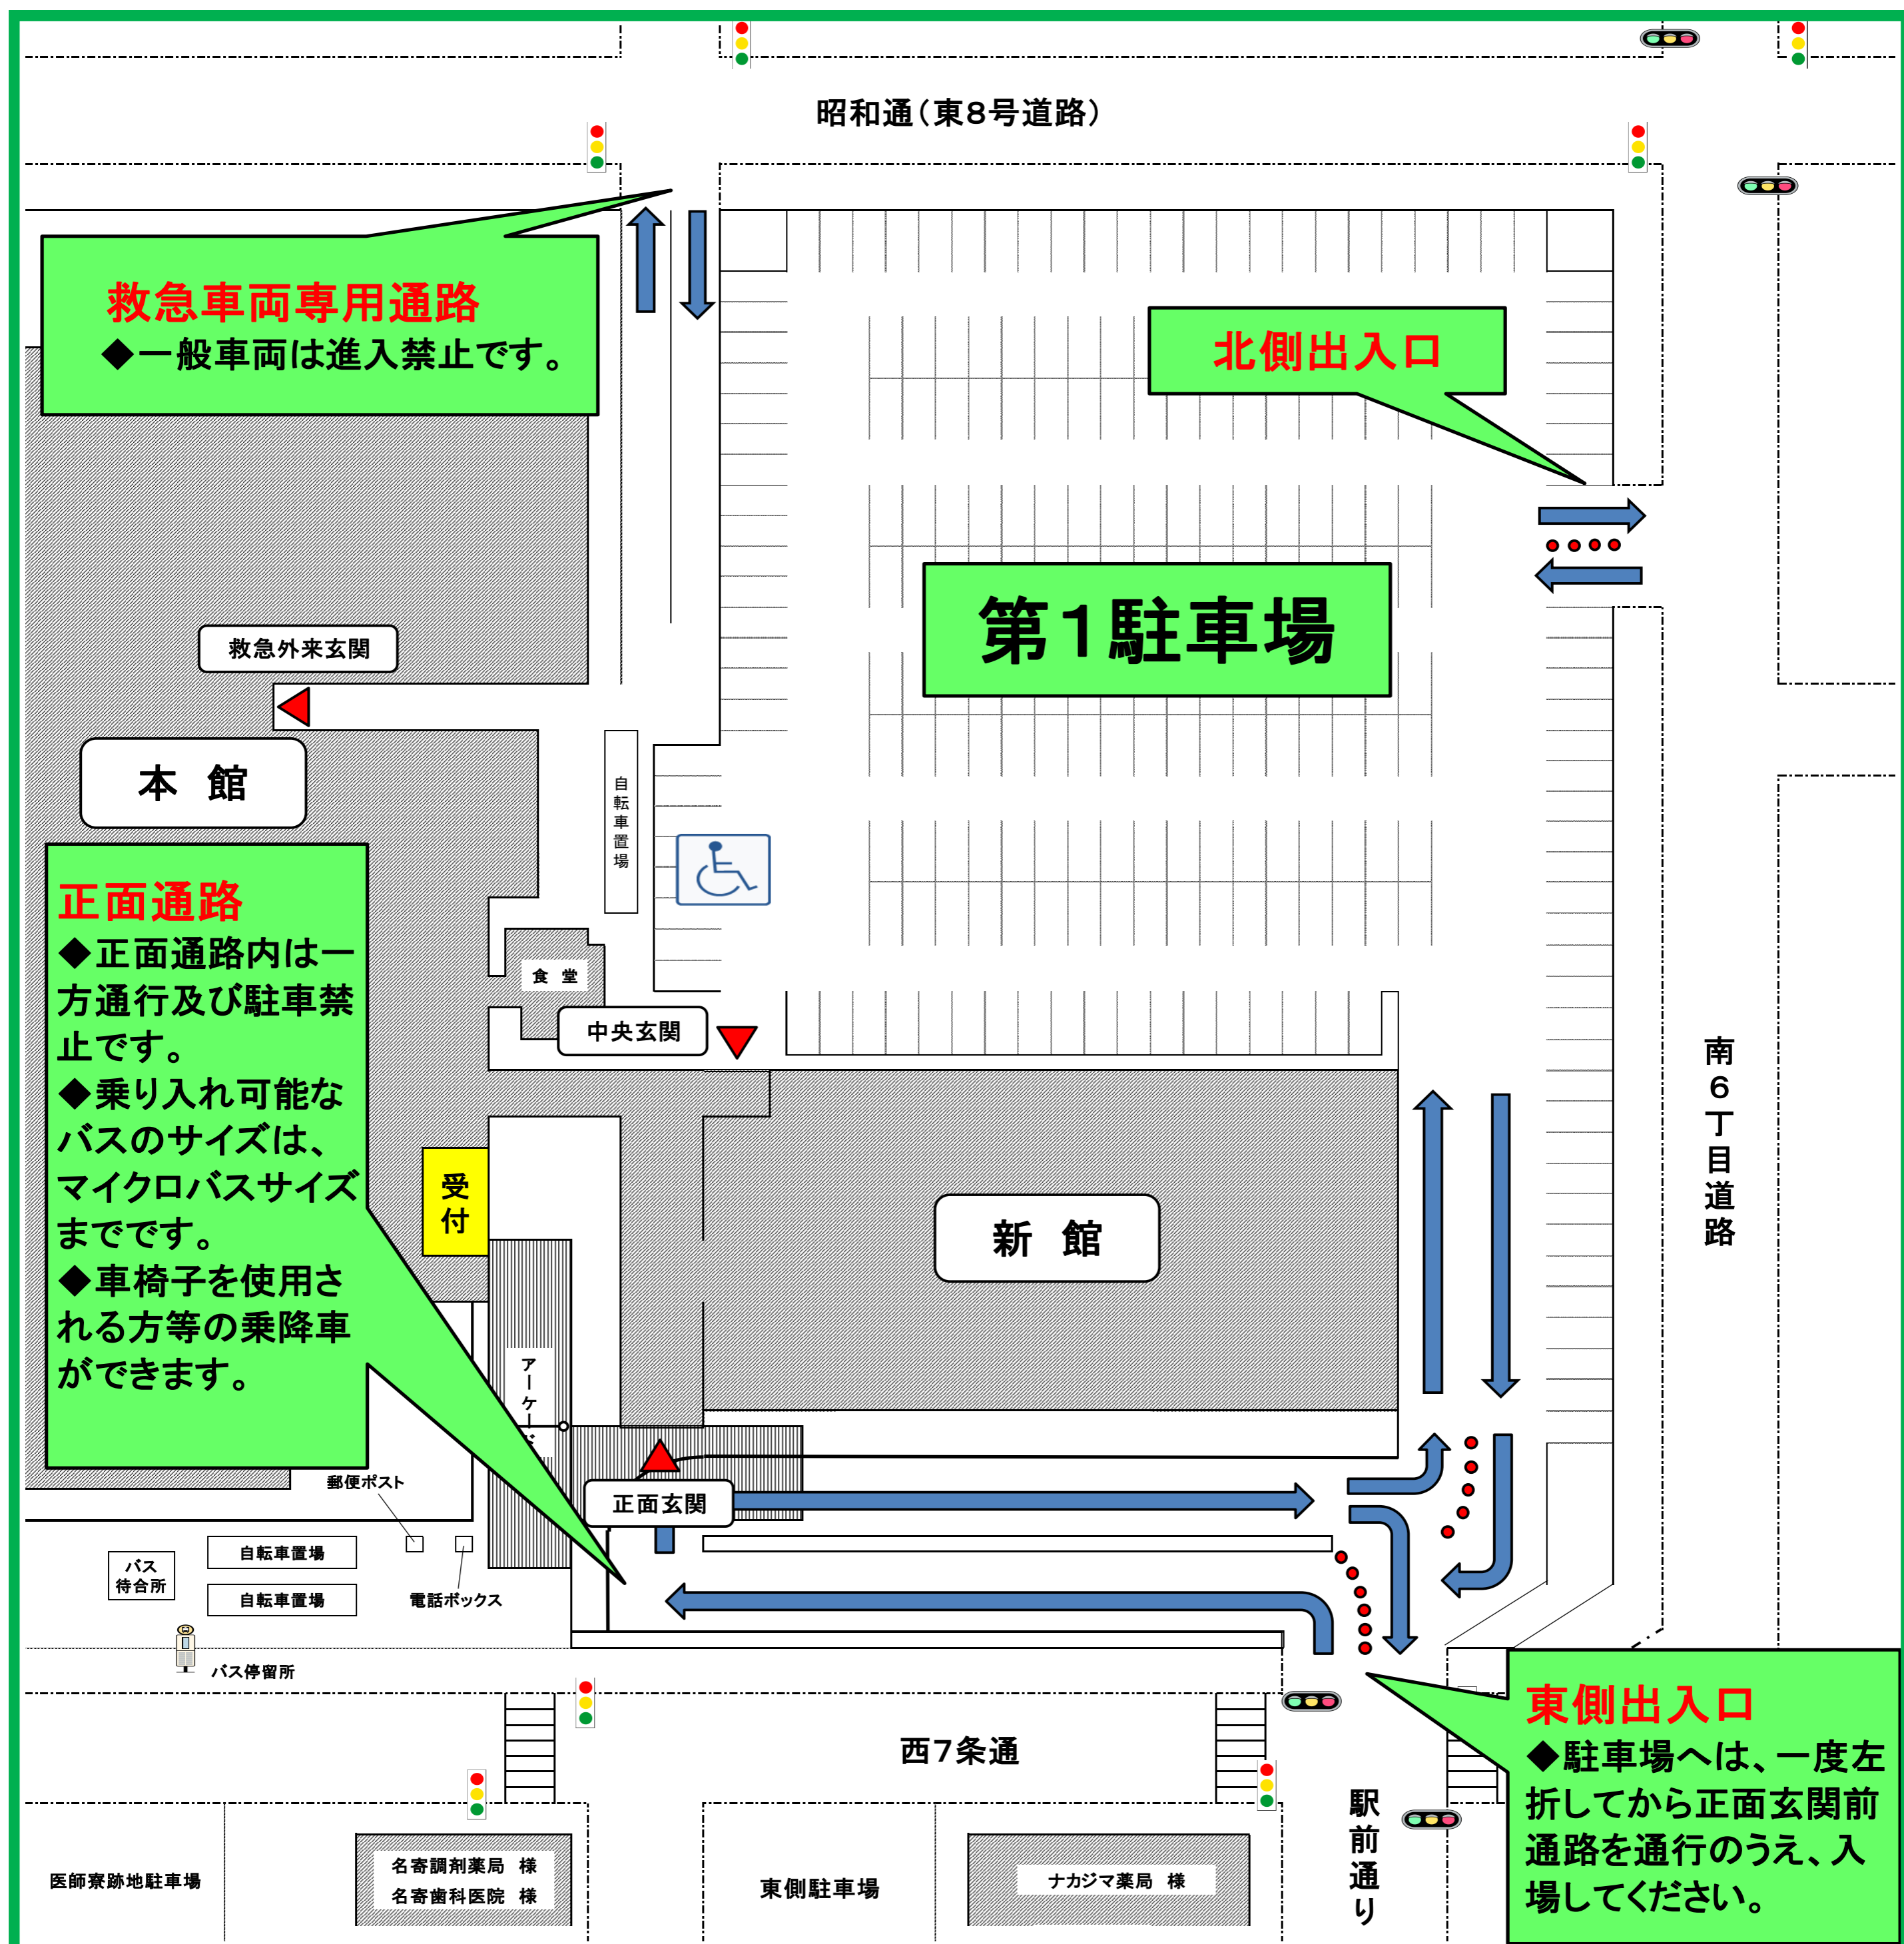 昭和通(東8号道路)
救急車両専用通路
◆一般車両は進入禁止です。
北側出入口
第1駐車場
救急外来玄関
本 館
自転車置場
正面通路
◆正面通路内は一
方通行及び駐車禁
止です。
◆乗り入れ可能な
バスのサイズは、
マイクロバスサイズ
までです。
◆車椅子を使用さ
れる方等の乗降車
ができます。
食 堂
中央玄関
南6丁目道路
受付
新 館
アーケード
郵便ポスト
正面玄関
バス
待合所
自転車置場
自転車置場
電話ボックス
バス停留所
西7条通
東側出入口
◆駐車場へは、一度左
折してから正面玄関前
通路を通行のうえ、入
場してください。
駅前通り
医師寮跡地駐車場
名寄調剤薬局 様
名寄歯科医院 様
東側駐車場
ナカジマ薬局 様